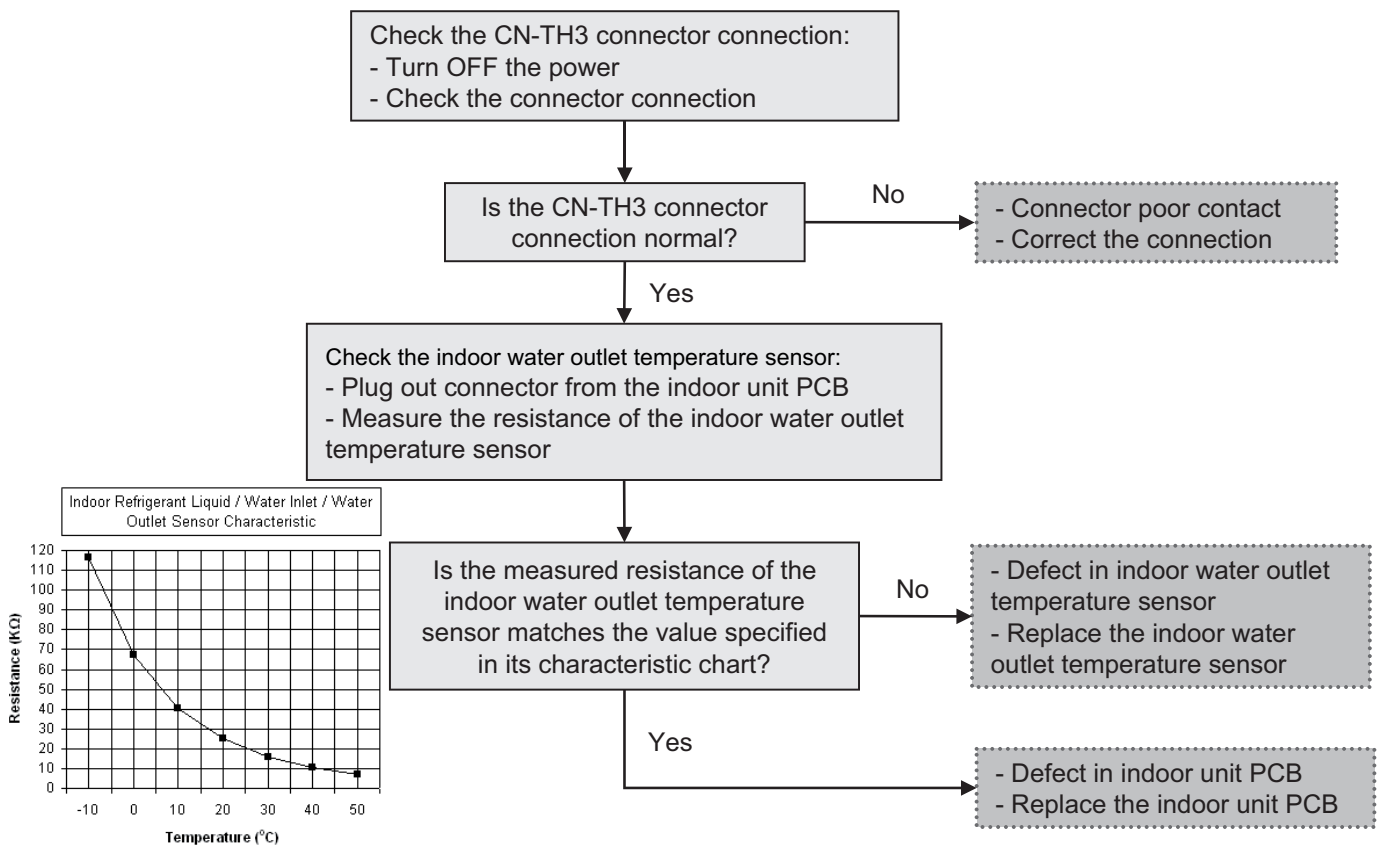 Check the CN-TH3 connector connection:
- Turn OFF the power
- Check the connector connection
Is the CN-TH3 connector
connection normal?
No
- Connector poor contact
- Correct the connection
Yes
Check the indoor water outlet temperature sensor:
- Plug out connector from the indoor unit PCB
- Measure the resistance of the indoor water outlet
temperature sensor
Indoor Refrigerant Liquid / Water Inlet / Water
Outlet Sensor Characteristic
Resistance (KΩ)
120
110
100
90
80
70
60
50
40
30
20
10
0
-10 0 10 20 30 40 50
Temperature (°C)
Is the measured resistance of the
indoor water outlet temperature
sensor matches the value specified
in its characteristic chart?
No
- Defect in indoor water outlet
temperature sensor
- Replace the indoor water
outlet temperature sensor
Yes
- Defect in indoor unit PCB
- Replace the indoor unit PCB